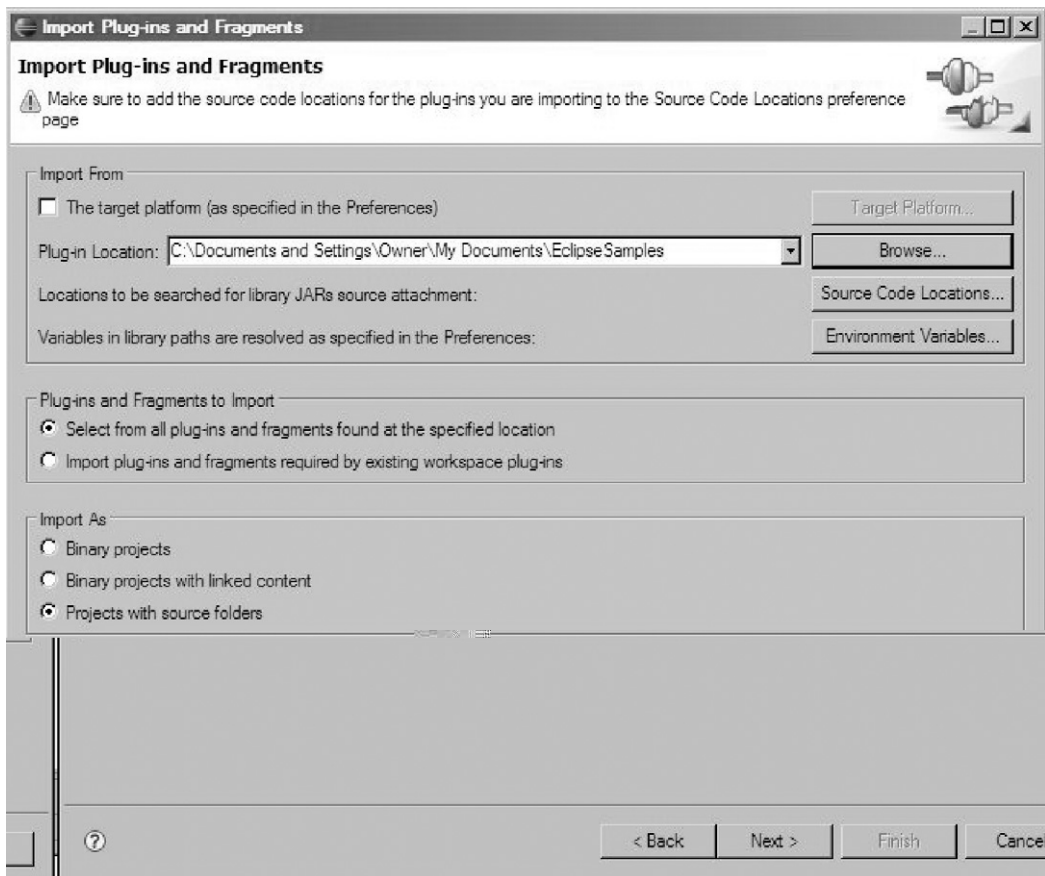 Import Plug-ins and Fragments
Import Plug-ins and Fragments
Make sure to add the source code locations for the plug-ins you are importing to the Source Code Locations preference
page
Import From
The target platform (as specified in the Preferences)
Target Platform...
Plug-in Location:
C:\Documents and Settings\Owner\My Documents\EclipseSamples
Browse...
Locations to be searched for library JARs source attachment:
Source Code Locations...
Variables in library paths are resolved as specified in the Preferences:
Environment Variables...
Plug-ins and Fragments to Import
Select from all plug-ins and fragments found at the specified location
Import plug-ins and fragments required by existing workspace plug-ins
Import As
Binary projects
Binary projects with linked content
Projects with source folders
?
< Back
Next >
Finish
Cance